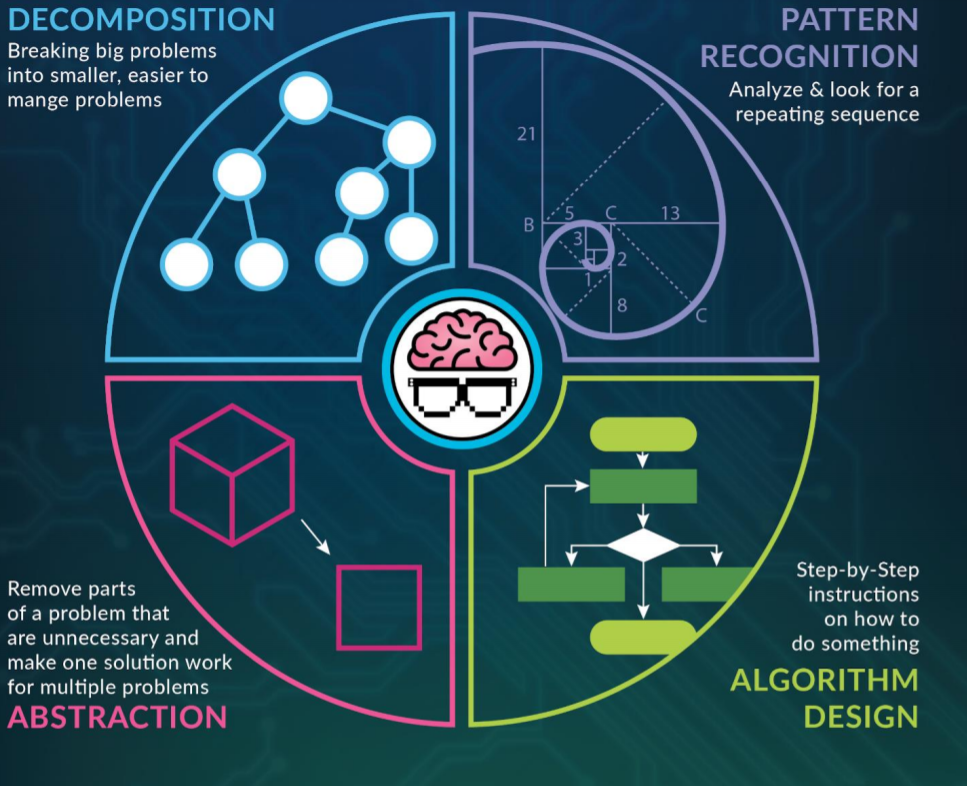 DECOMPOSITION
Breaking big problems
into smaller, easier to
mange problems
PATTERN
RECOGNITION
Analyze & look for a
repeating sequence
21
B
5
C
13
3
2
1
8
C
Remove parts
of a problem that
are unnecessary and
make one solution work
for multiple problems
ABSTRACTION
Step-by-Step
instructions
on how to
do something
ALGORITHM
DESIGN